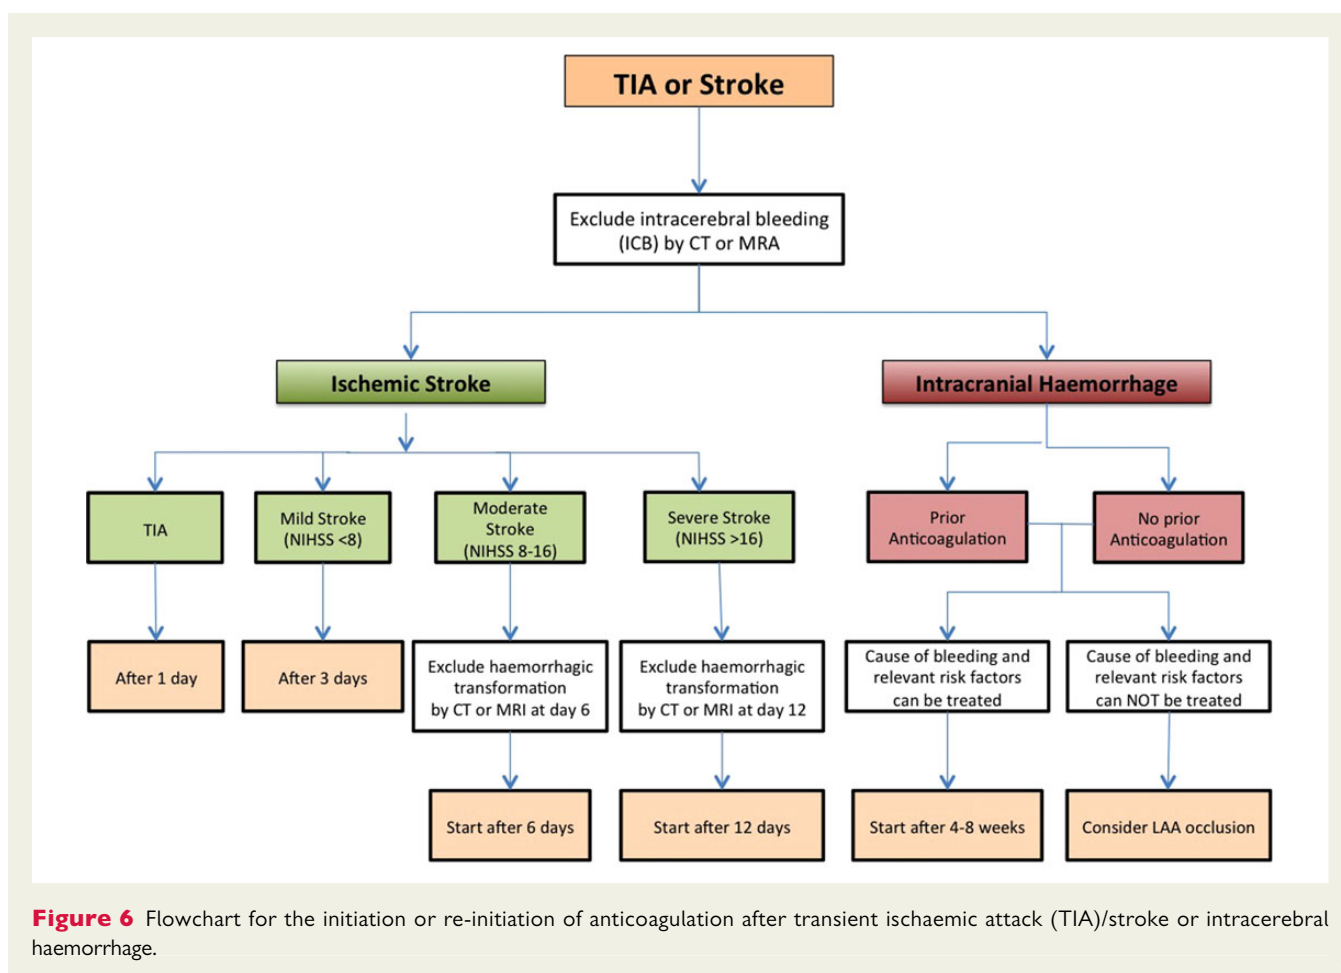 TIA or Stroke
Exclude intracerebral bleeding
(ICB) by CT or MRA
Ischemic Stroke
Intracranial Haemorrhage
TIA
Mild Stroke
(NIHSS <8)
Moderate
Stroke
(NIHSS 8-16)
Severe Stroke
(NIHSS >16)
Prior
Anticoagulation
No prior
Anticoagulation
After 1 day
After 3 days
Exclude haemorrhagic
transformation
by CT or MRI at day 6
Exclude haemorrhagic
transformation
by CT or MRI at day 12
Cause of bleeding and
relevant risk factors
can be treated
Cause of bleeding and
relevant risk factors
can NOT be treated
Start after 6 days
Start after 12 days
Start after 4-8 weeks
Consider LAA occlusion
Figure 6 Flowchart for the initiation or re-initiation of anticoagulation after transient ischaemic attack (TIA)/stroke or intracerebral
haemorrhage.